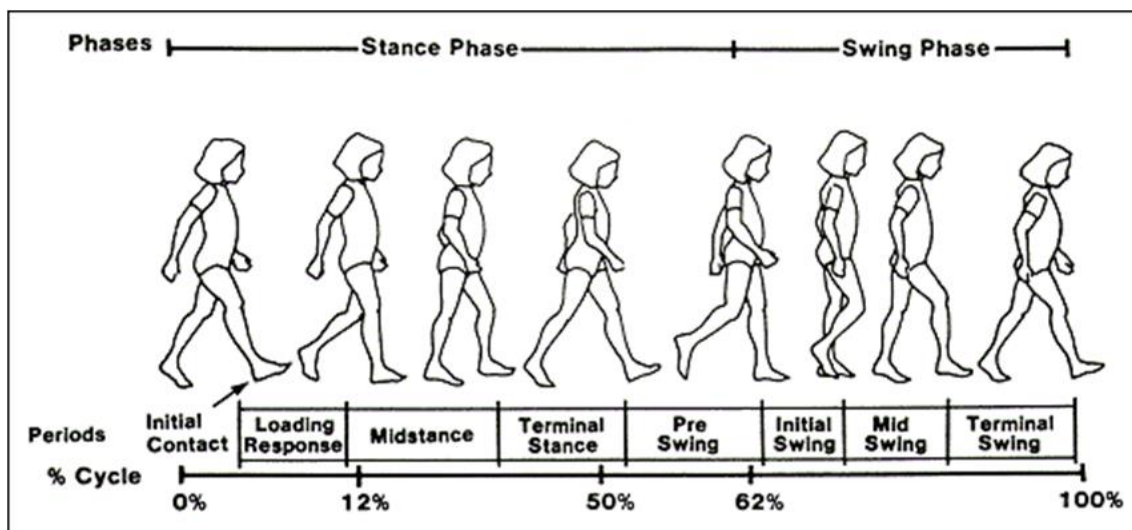 Phases Stance Phase Swing Phase
Initial Contact
Loading Response
Midstance
Terminal Stance
Pre Swing
Initial Swing
Mid Swing
Terminal Swing
Periods
% Cycle
0% 12% 50% 62% 100%